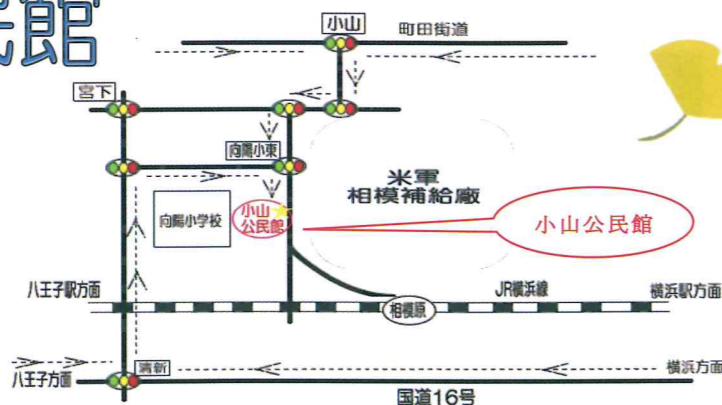 民館
小山
町田街道
宮下
向陽小東
米軍
相模補給廠
向陽小学校
小山
公民館
小山公民館
八王子駅方面
JR横浜線
横浜駅方面
相模原
八王子方面
清新
横浜方面
国道16号